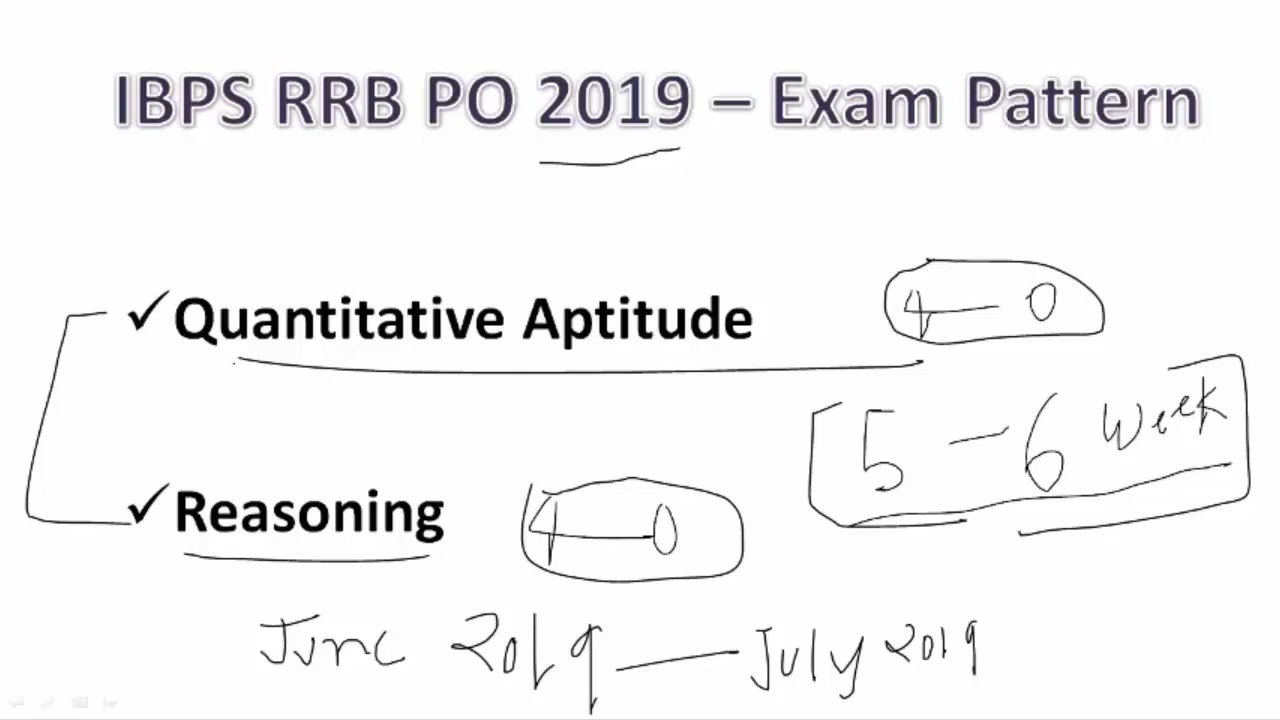 IBPS RRB PO 2019 – Exam Pattern
✓ Quantitative Aptitude 40
5 – 6 Week
✓ Reasoning 40
June 2019 — July 2019